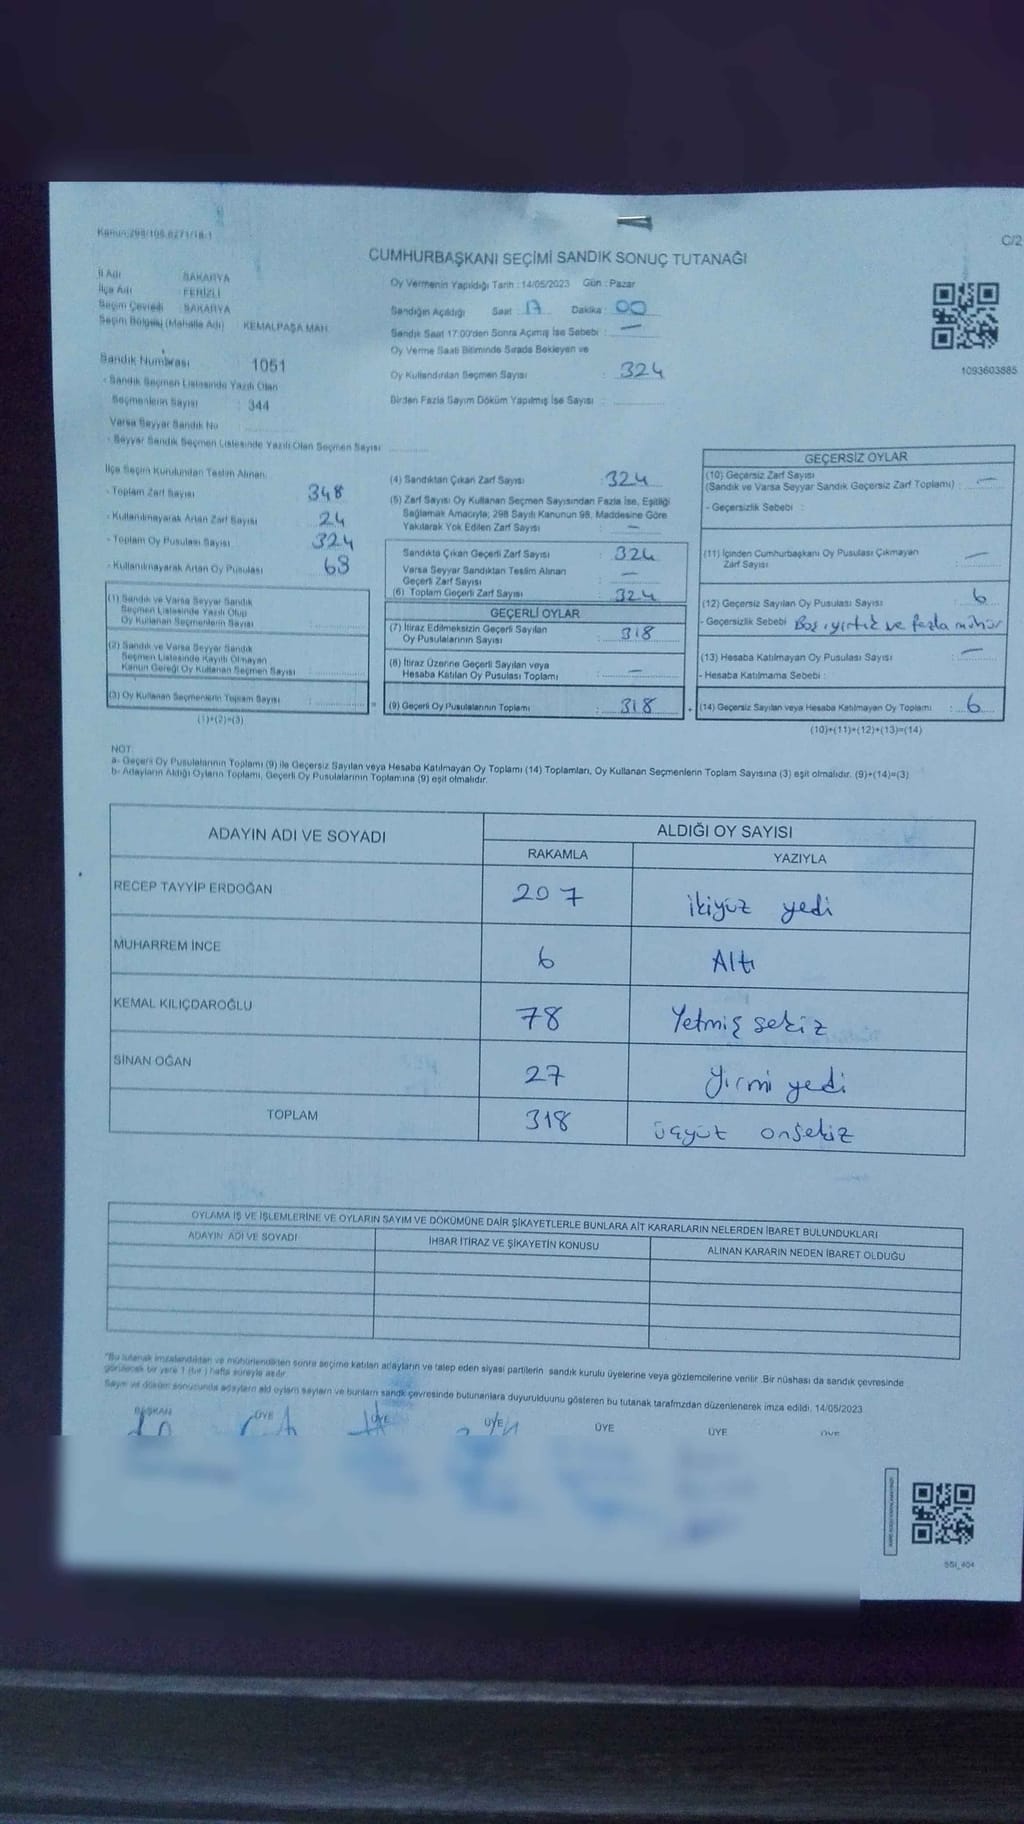 Kanun:298/105.6271/18-1
C/2
CUMHURBAŞKANI SEÇİMİ SANDIK SONUÇ TUTANAĞI
İl Adı SAKARYA
İlçe Adı FERİZLİ
Seçim Çevresi SAKARYA
Seçim Bölgesi (Mahalle Adı) KEMALPAŞA MAH.
Oy Vermenin Yapıldığı Tarih : 14/05/2023 Gün : Pazar
Sandığın Açıldığı Saat : 17 Dakika : 00
Sandık Saat 17:00'den Sonra Açımış İse Sebebi : —
Oy Verme Saati Bitiminde Sırada Bekleyen ve
Oy Kullandırılan Seçmen Sayısı : 324
Birden Fazla Sayım Döküm Yapılmış İse Sayısı :
1093603885
Sandık Numarası 1051
- Sandık Seçmen Listesinde Yazılı Olan
Seçmenlerin Sayısı : 344
Varsa Seyyar Sandık No
- Seyyar Sandık Seçmen Listesinde Yazılı Olan Seçmen Sayısı
İlçe Seçim Kurulundan Teslim Alınan
- Toplam Zarf Sayısı 348
- Kullanılmayarak Artan Zarf Sayısı 24
- Toplam Oy Pusulası Sayısı 324
- Kullanılmayarak Artan Oy Pusulası 68
(1) Sandık ve Varsa Seyyar Sandık
Seçmen Listesinde Yazılı Olup
Oy Kullanan Seçmenlerin Sayısı :
(2) Sandık ve Varsa Seyyar Sandık
Seçmen Listesinde Kayıtlı Olmayan
Kanun Gereği Oy Kullanan Seçmen Sayısı :
(3) Oy Kullanan Seçmenlerin Toplam Sayısı :
(1)+(2)=(3)
(4) Sandıktan Çıkan Zarf Sayısı : 324
(5) Zarf Sayısı Oy Kullanan Seçmen Sayısından Fazla İse, Eşitliği
Sağlamak Amacıyla; 298 Sayılı Kanunun 98. Maddesine Göre
Yakılarak Yok Edilen Zarf Sayısı : —
Sandıkta Çıkan Geçerli Zarf Sayısı : 324
Varsa Seyyar Sandıktan Teslim Alınan
Geçerli Zarf Sayısı : —
(6) Toplam Geçerli Zarf Sayısı : 324
GEÇERLİ OYLAR
(7) İtiraz Edilmeksizin Geçerli Sayılan
Oy Pusulalarının Sayısı : 318
(8) İtiraz Üzerine Geçerli Sayılan veya
Hesaba Katılan Oy Pusulası Toplamı : —
(9) Geçerli Oy Pusulalarının Toplamı : 318
GEÇERSİZ OYLAR
(10) Geçersiz Zarf Sayısı
(Sandık ve Varsa Seyyar Sandık Geçersiz Zarf Toplamı) : —
- Geçersizlik Sebebi :
(11) İçinden Cumhurbaşkanı Oy Pusulası Çıkmayan
Zarf Sayısı : —
(12) Geçersiz Sayılan Oy Pusulası Sayısı : 6
- Geçersizlik Sebebi Boş yırtık ve fazla mühür
(13) Hesaba Katılmayan Oy Pusulası Sayısı : —
- Hesaba Katılmama Sebebi :
(14) Geçersiz Sayılan veya Hesaba Katılmayan Oy Toplamı : 6
(10)+(11)+(12)+(13)=(14)
NOT
a- Geçerli Oy Pusulalarının Toplamı (9) ile Geçersiz Sayılan veya Hesaba Katılmayan Oy Toplamı (14) Toplamları, Oy Kullanan Seçmenlerin Toplam Sayısına (3) eşit olmalıdır. (9)+(14)=(3)
b- Adayların Aldığı Oyların Toplamı, Geçerli Oy Pusulalarının Toplamına (9) eşit olmalıdır.
ADAYIN ADI VE SOYADI ALDIĞI OY SAYISI
RAKAMLA YAZIYLA
RECEP TAYYİP ERDOĞAN 207 ikiyüz yedi
MUHARREM İNCE 6 Altı
KEMAL KILIÇDAROĞLU 78 Yetmiş sekiz
SİNAN OĞAN 27 Yirmi yedi
TOPLAM 318 üçyüz onsekiz
OYLAMA İŞ VE İŞLEMLERİNE VE OYLARIN SAYIM VE DÖKÜMÜNE DAİR ŞİKAYETLERLE BUNLARA AİT KARARLARIN NELERDEN İBARET BULUNDUKLARI
ADAYIN ADI VE SOYADI İHBAR İTİRAZ VE ŞİKAYETİN KONUSU ALINAN KARARIN NEDEN İBARET OLDUĞU
"Bu tutanak imzalandıktan ve mühürlendikten sonra seçime katılan adayların ve talep eden siyasi partilerin sandık kurulu üyelerine veya gözlemcilerine verilir. Bir nüshası da sandık çevresinde
görülecek bir yere 1 (bir ) hafta süreyle asılır.
Sayım ve döküm sonucunda adayların ald oyların sayıların ve bunların sandk çevresinde bulunanlara duyurulduunu gösteren bu tutanak tarafmzdan düzenlenerek imza edildi. 14/05/2023
BAŞKAN ÜYE ÜYE ÜYE ÜYE ÜYE ÜYE